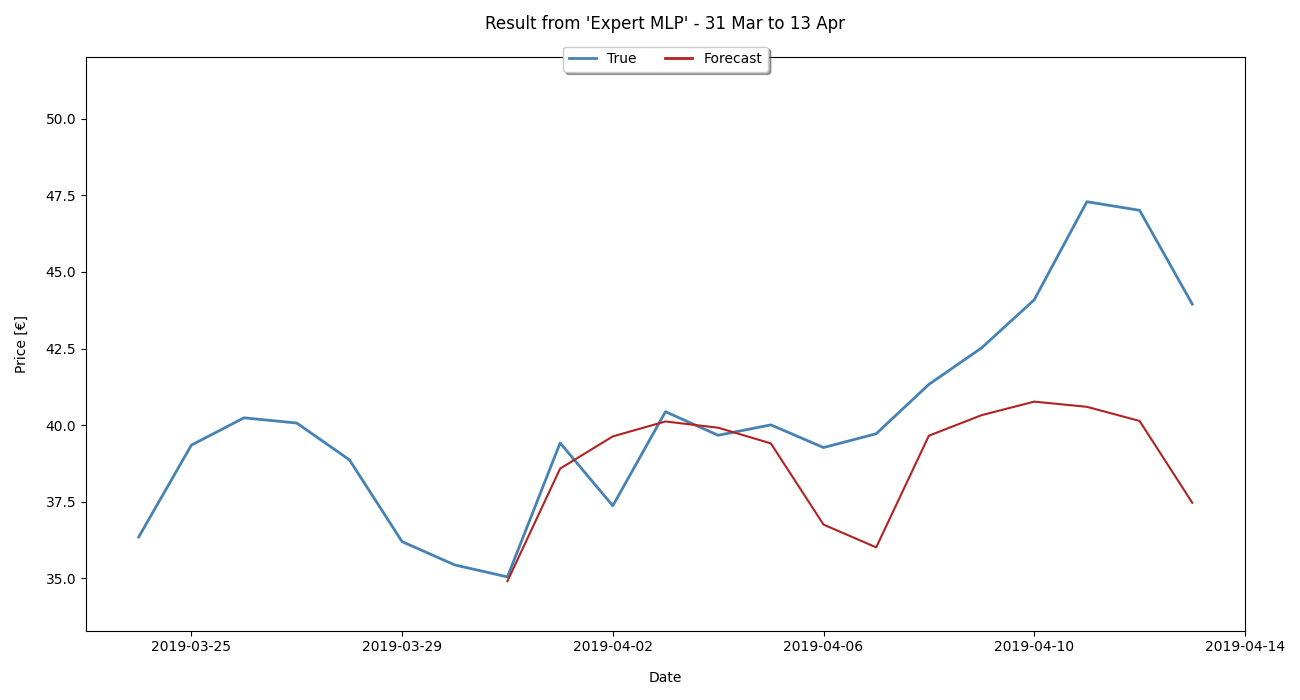 Result from 'Expert MLP' - 31 Mar to 13 Apr
True Forecast
50.0
47.5
45.0
42.5
40.0
37.5
35.0
Price [€]
2019-03-25 2019-03-29 2019-04-02 2019-04-06 2019-04-10 2019-04-14
Date